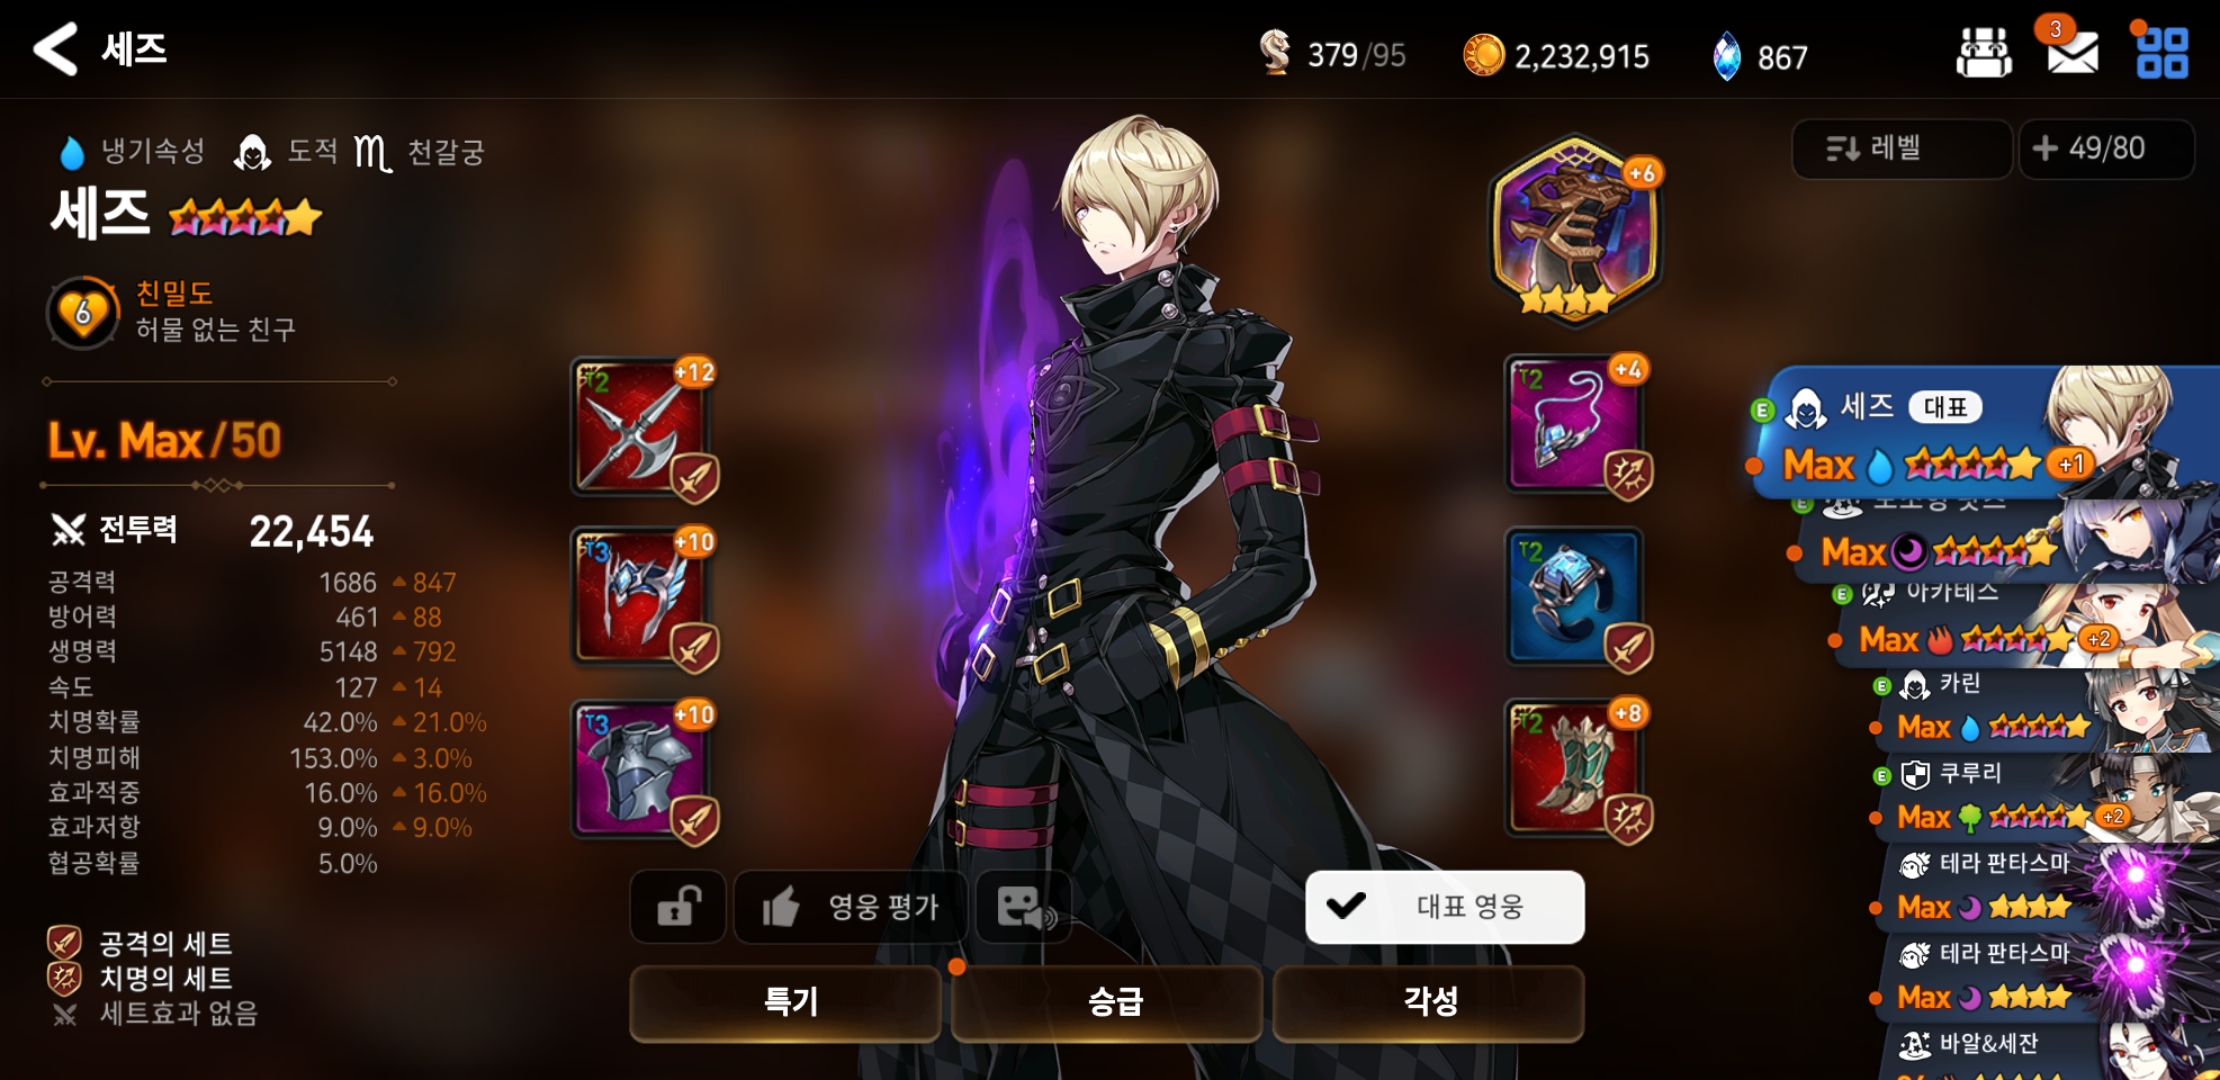 세즈
379/95
2,232,915
867
3
냉기속성 도적 천갈궁
세즈
6
친밀도
허물 없는 친구
Lv. Max/50
전투력 22,454
공격력 1686 847
방어력 461 88
생명력 5148 792
속도 127 14
치명확률 42.0% 21.0%
치명피해 153.0% 3.0%
효과적중 16.0% 16.0%
효과저항 9.0% 9.0%
협공확률 5.0%
공격의 세트
치명의 세트
세트효과 없음
T2 +12
T3 +10
T3 +10
+6
T2 +4
T2
T2 +8
영웅 평가
대표 영웅
특기
승급
각성
레벨
49/80
E 세즈 대표
Max +1
E
Max
E 아카테스
Max +2
E 카린
Max
E 쿠루리
Max +2
테라 판타스마
Max
테라 판타스마
Max
바알&세잔